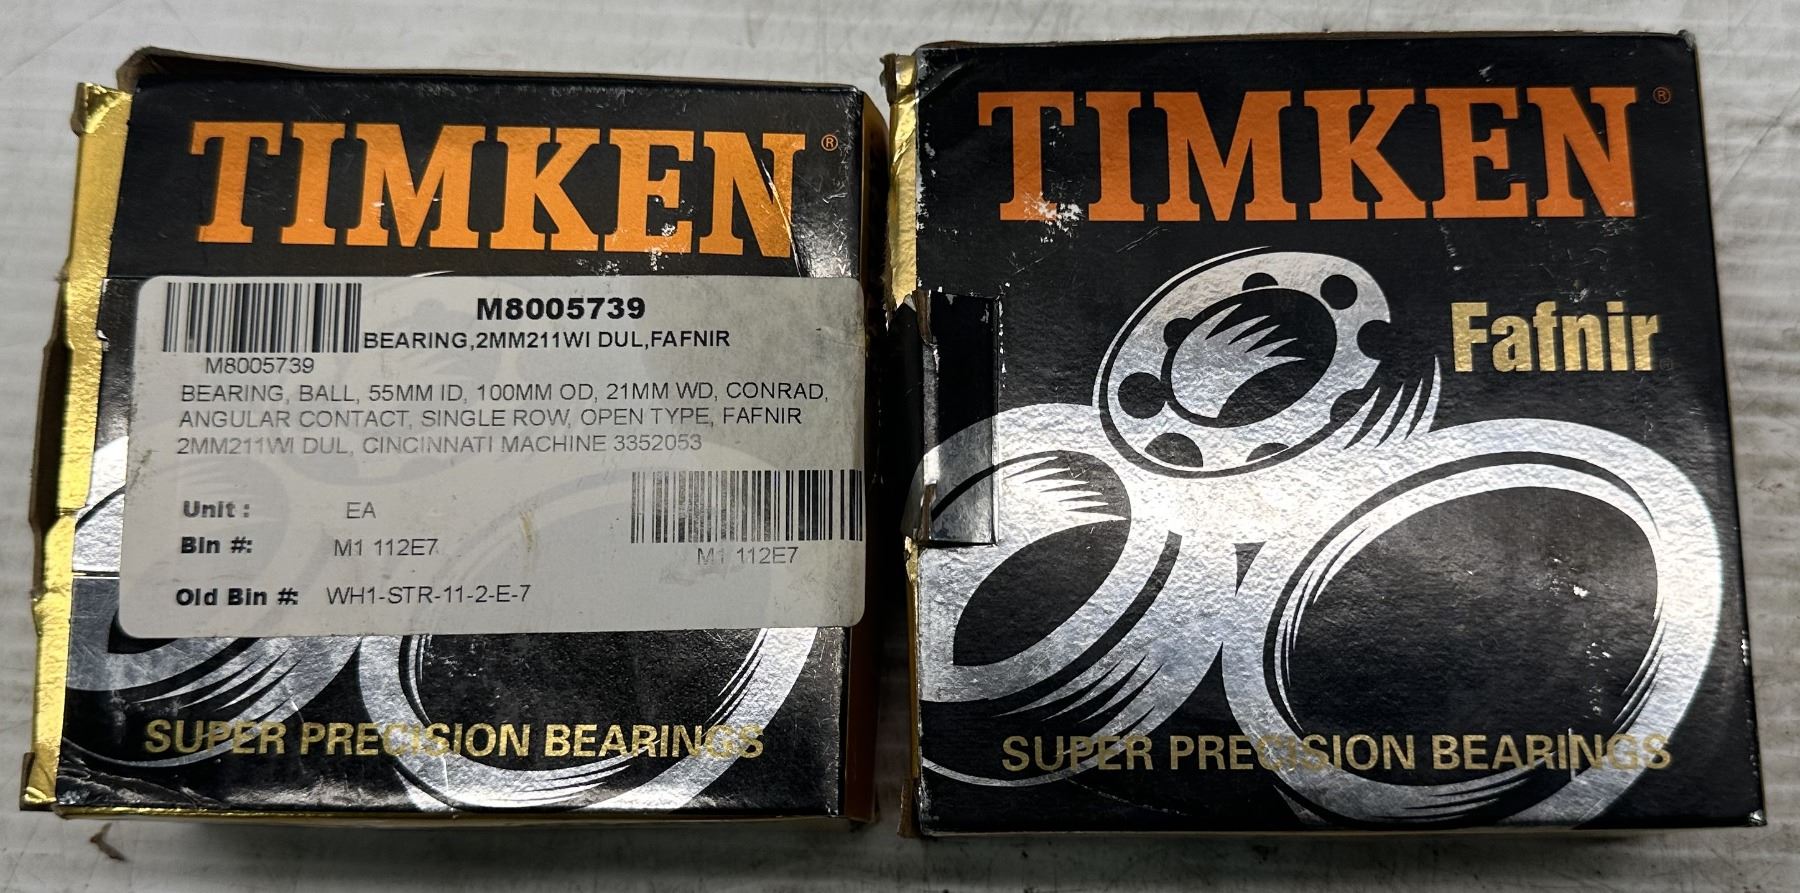 TIMKEN®
M8005739
BEARING,2MM211WI DUL,FAFNIR
M8005739
BEARING, BALL, 55MM ID, 100MM OD, 21MM WD, CONRAD,
ANGULAR CONTACT, SINGLE ROW, OPEN TYPE, FAFNIR
2MM211WI DUL, CINCINNATI MACHINE 3352053
Unit : EA
Bin #: M1 112E7
M1 112E7
Old Bin #: WH1-STR-11-2-E-7
SUPER PRECISION BEARINGS
TIMKEN®
Fafnir
SUPER PRECISION BEARINGS